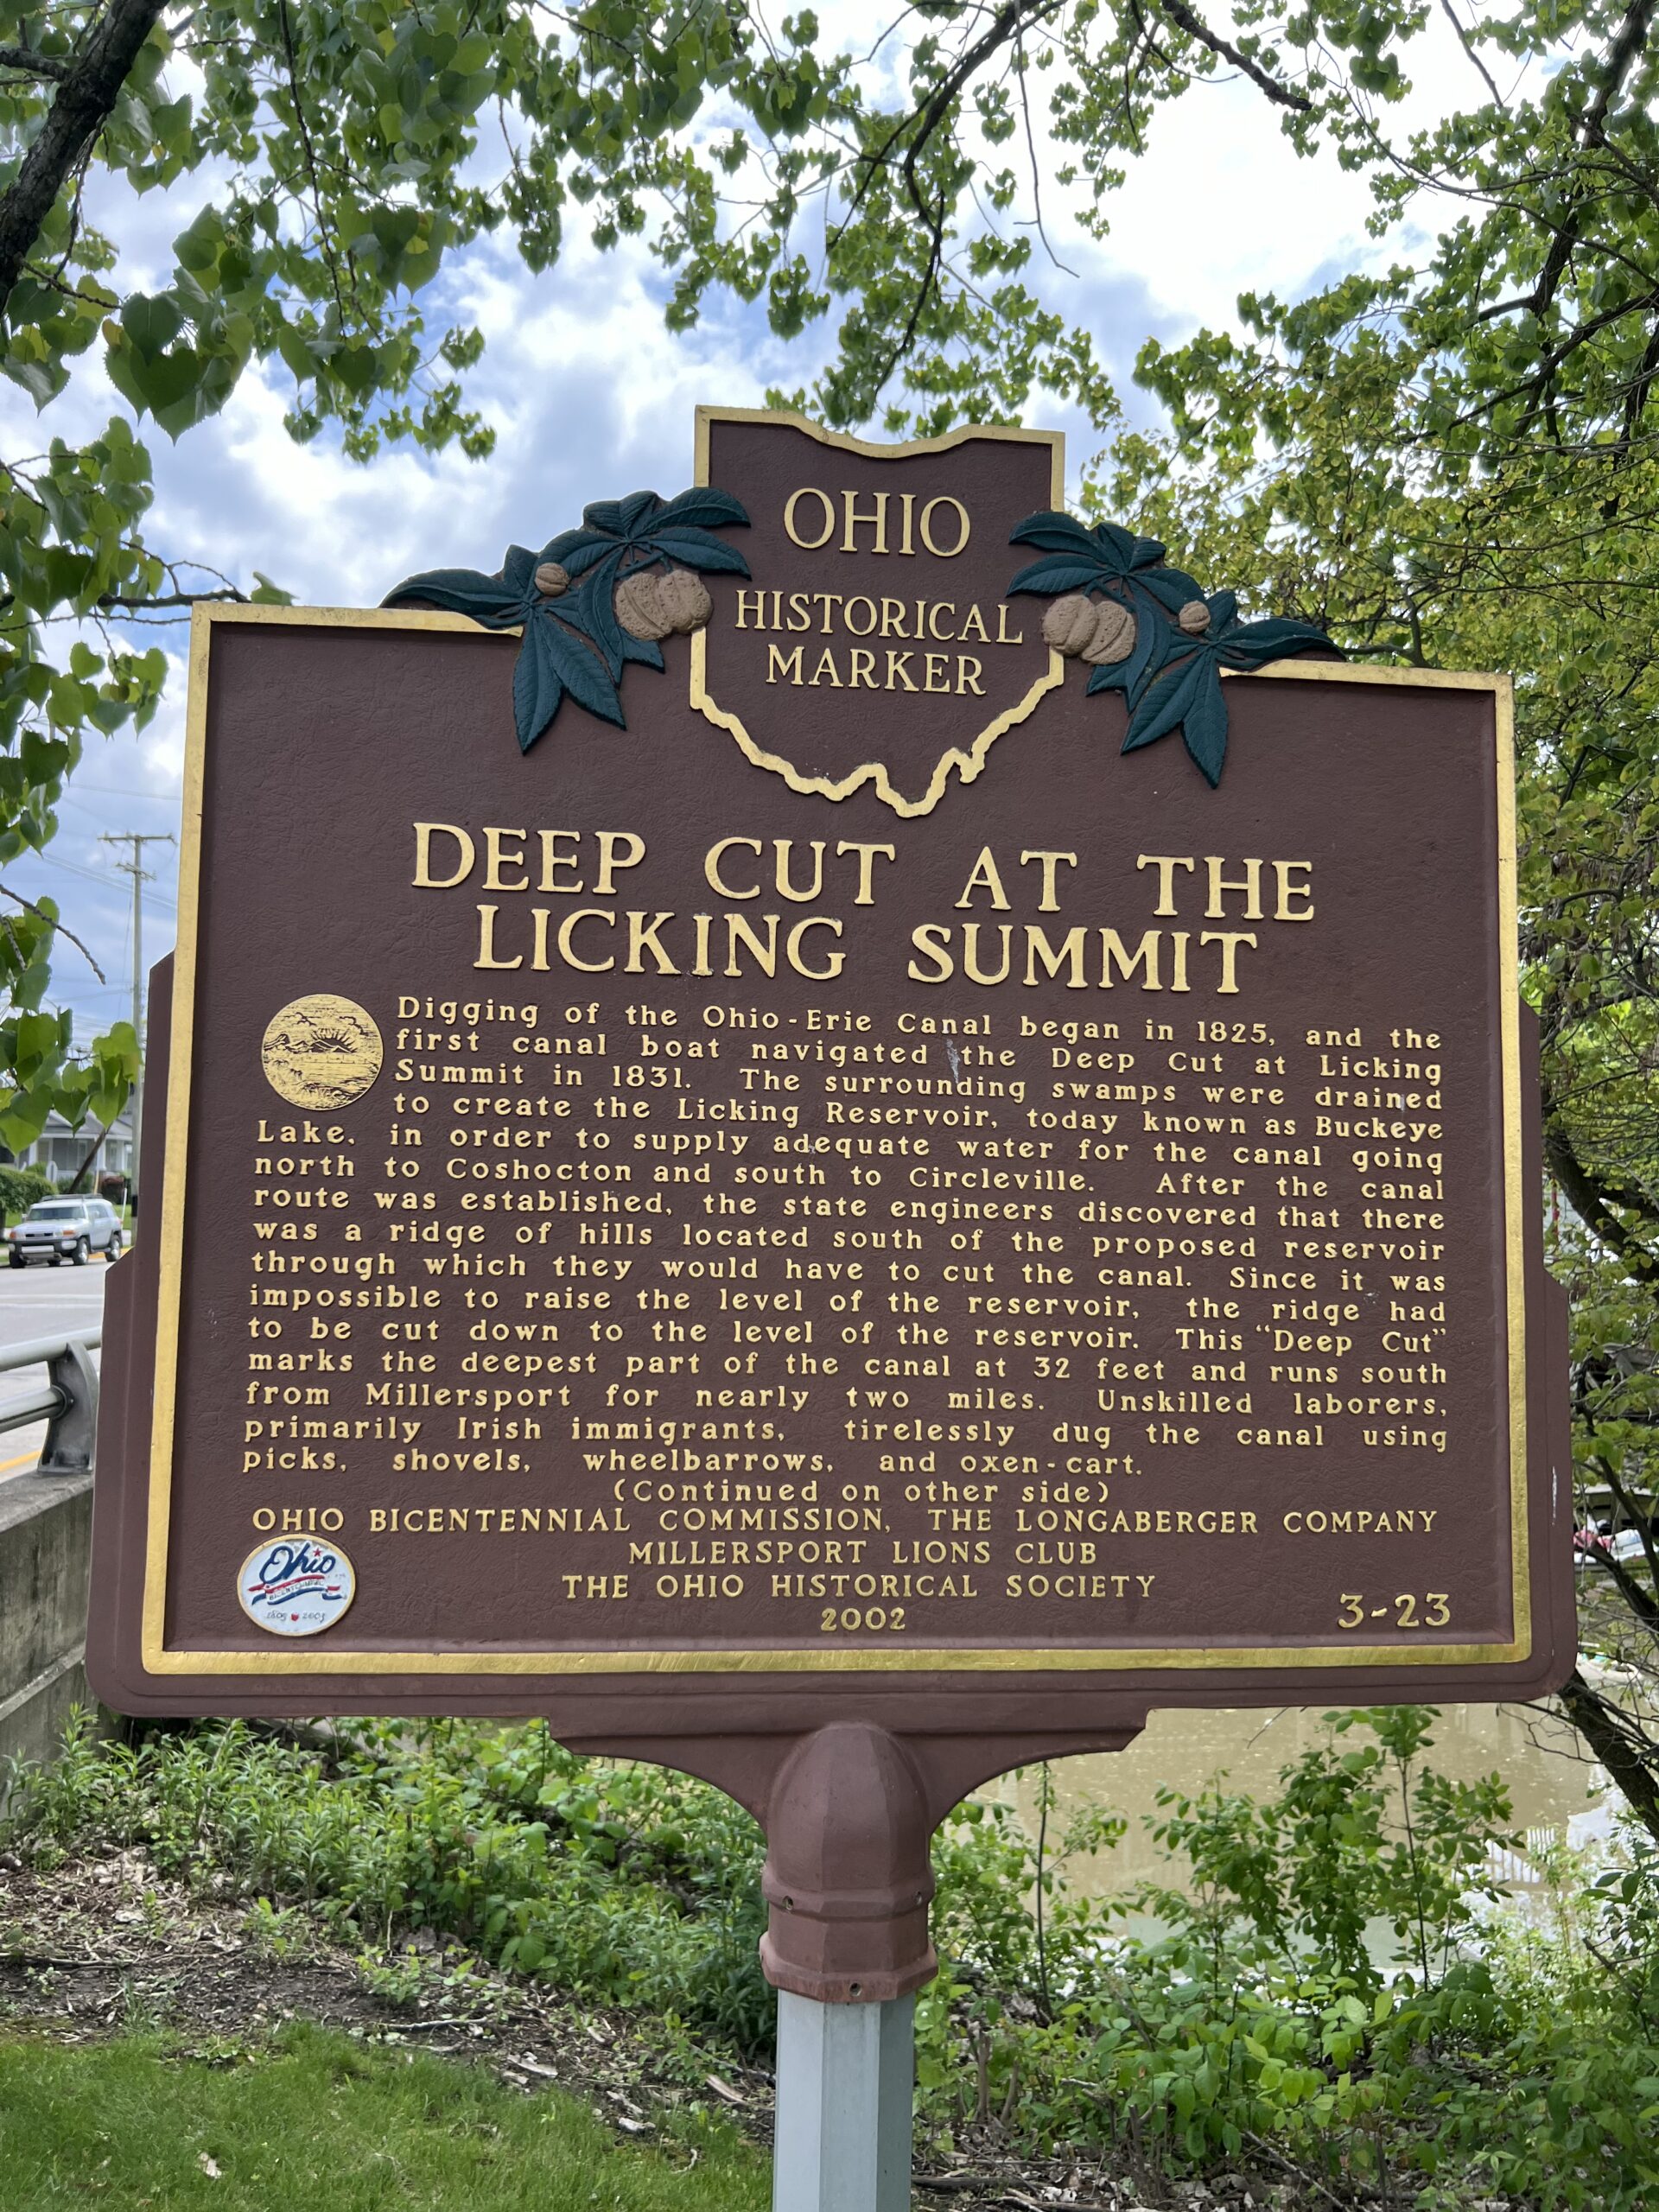 OHIO
HISTORICAL
MARKER
DEEP CUT AT THE
LICKING SUMMIT
Digging of the Ohio-Erie Canal began in 1825, and the
first canal boat navigated the Deep Cut at Licking
Summit in 1831. The surrounding swamps were drained
to create the Licking Reservoir, today known as Buckeye
Lake, in order to supply adequate water for the canal going
north to Coshocton and south to Circleville. After the canal
route was established, the state engineers discovered that there
was a ridge of hills located south of the proposed reservoir
through which they would have to cut the canal. Since it was
impossible to raise the level of the reservoir, the ridge had
to be cut down to the level of the reservoir. This "Deep Cut"
marks the deepest part of the canal at 32 feet and runs south
from Millersport for nearly two miles. Unskilled laborers,
primarily Irish immigrants, tirelessly dug the canal using
picks, shovels, wheelbarrows, and oxen-cart.
(Continued on other side)
OHIO BICENTENNIAL COMMISSION, THE LONGABERGER COMPANY
MILLERSPORT LIONS CLUB
THE OHIO HISTORICAL SOCIETY
2002
3-23
Ohio